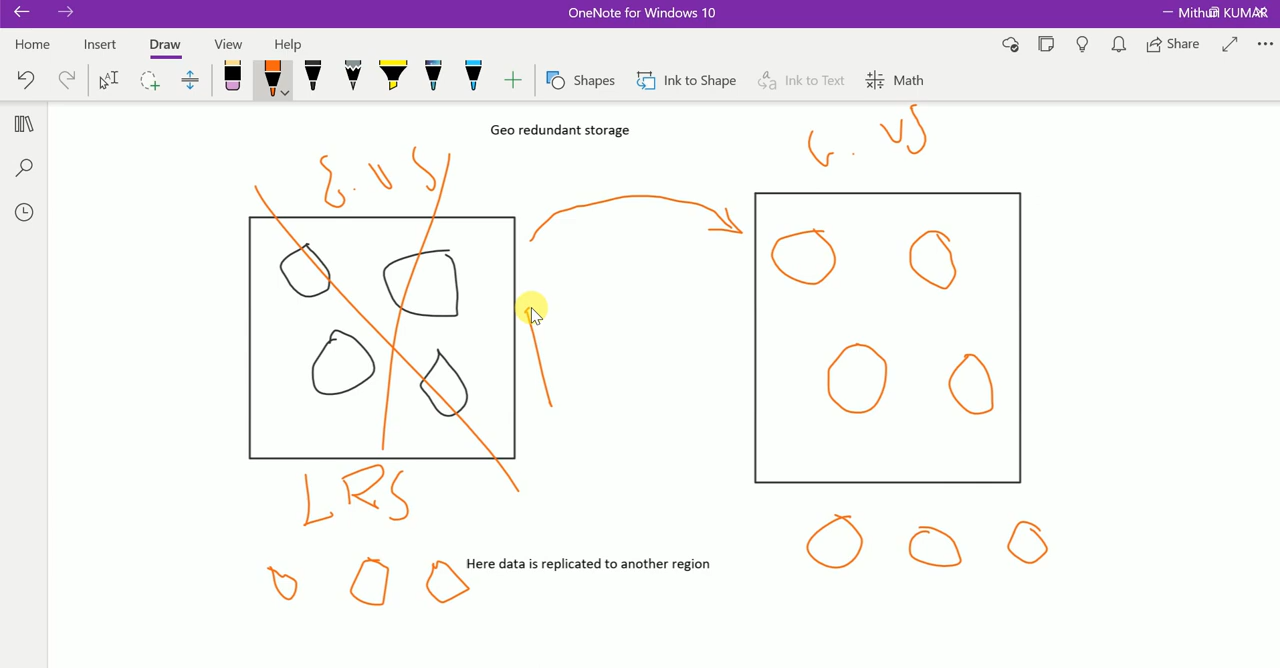 OneNote for Windows 10
Mithun KUMAR
Home Insert Draw View Help
Share
Shapes Ink to Shape Ink to Text Math
Geo redundant storage
LRS
Here data is replicated to another region